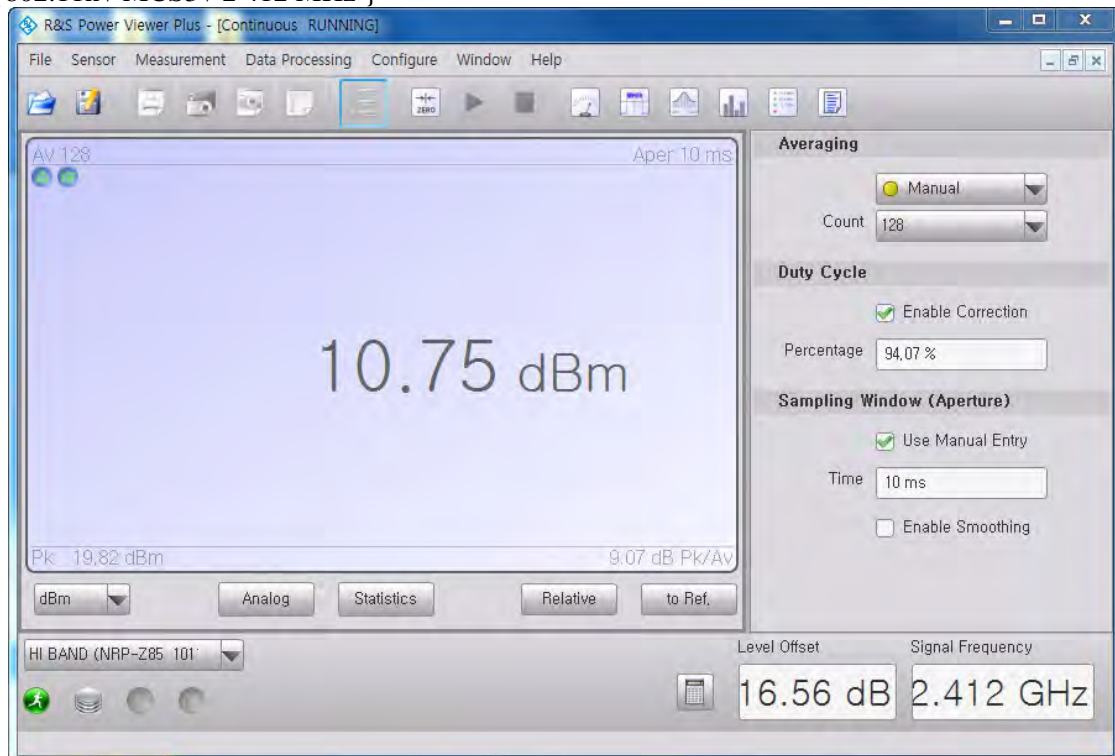 R&S Power Viewer Plus - [Continuous RUNNING]
File Sensor Measurement Data Processing Configure Window Help
ZERO
AV 128 Aper 10 ms
10.75 dBm
Pk 19,82 dBm 9.07 dB Pk/Av
dBm Analog Statistics Relative to Ref,
Averaging
Manual
Count 128
Duty Cycle
Enable Correction
Percentage 94,07 %
Sampling Window (Aperture)
Use Manual Entry
Time 10 ms
Enable Smoothing
HI BAND (NRP-Z85 101
Level Offset Signal Frequency
16.56 dB 2.412 GHz